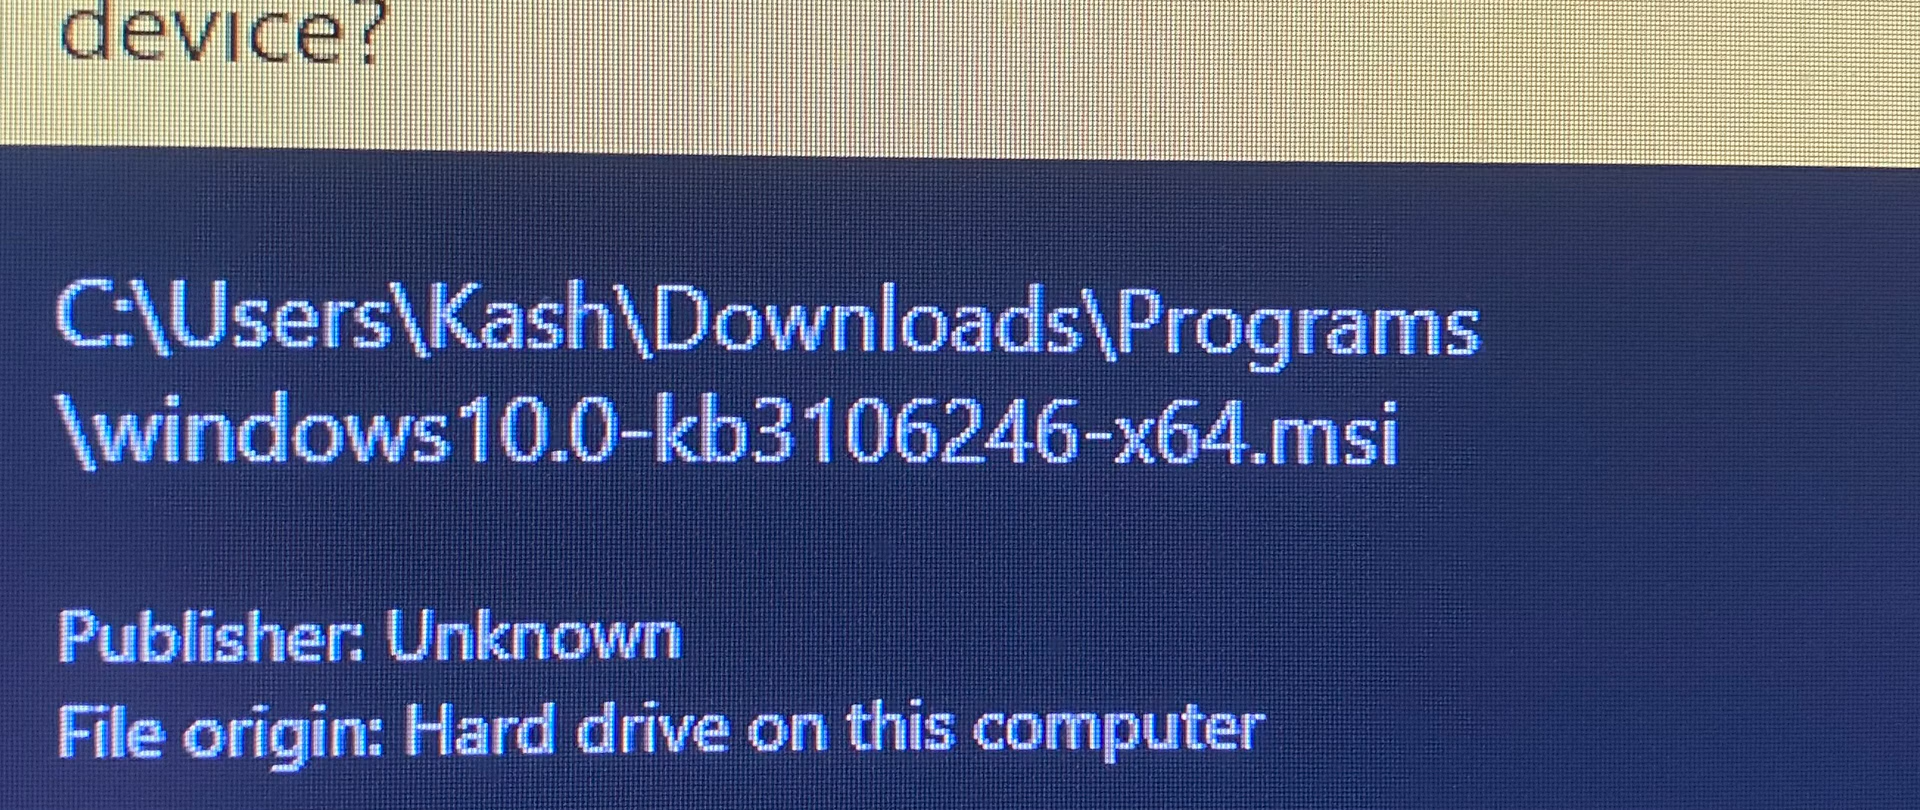 device?
C:\Users\Kash\Downloads\Programs
\windows10.0-kb3106246-x64.msi
Publisher: Unknown
File origin: Hard drive on this computer